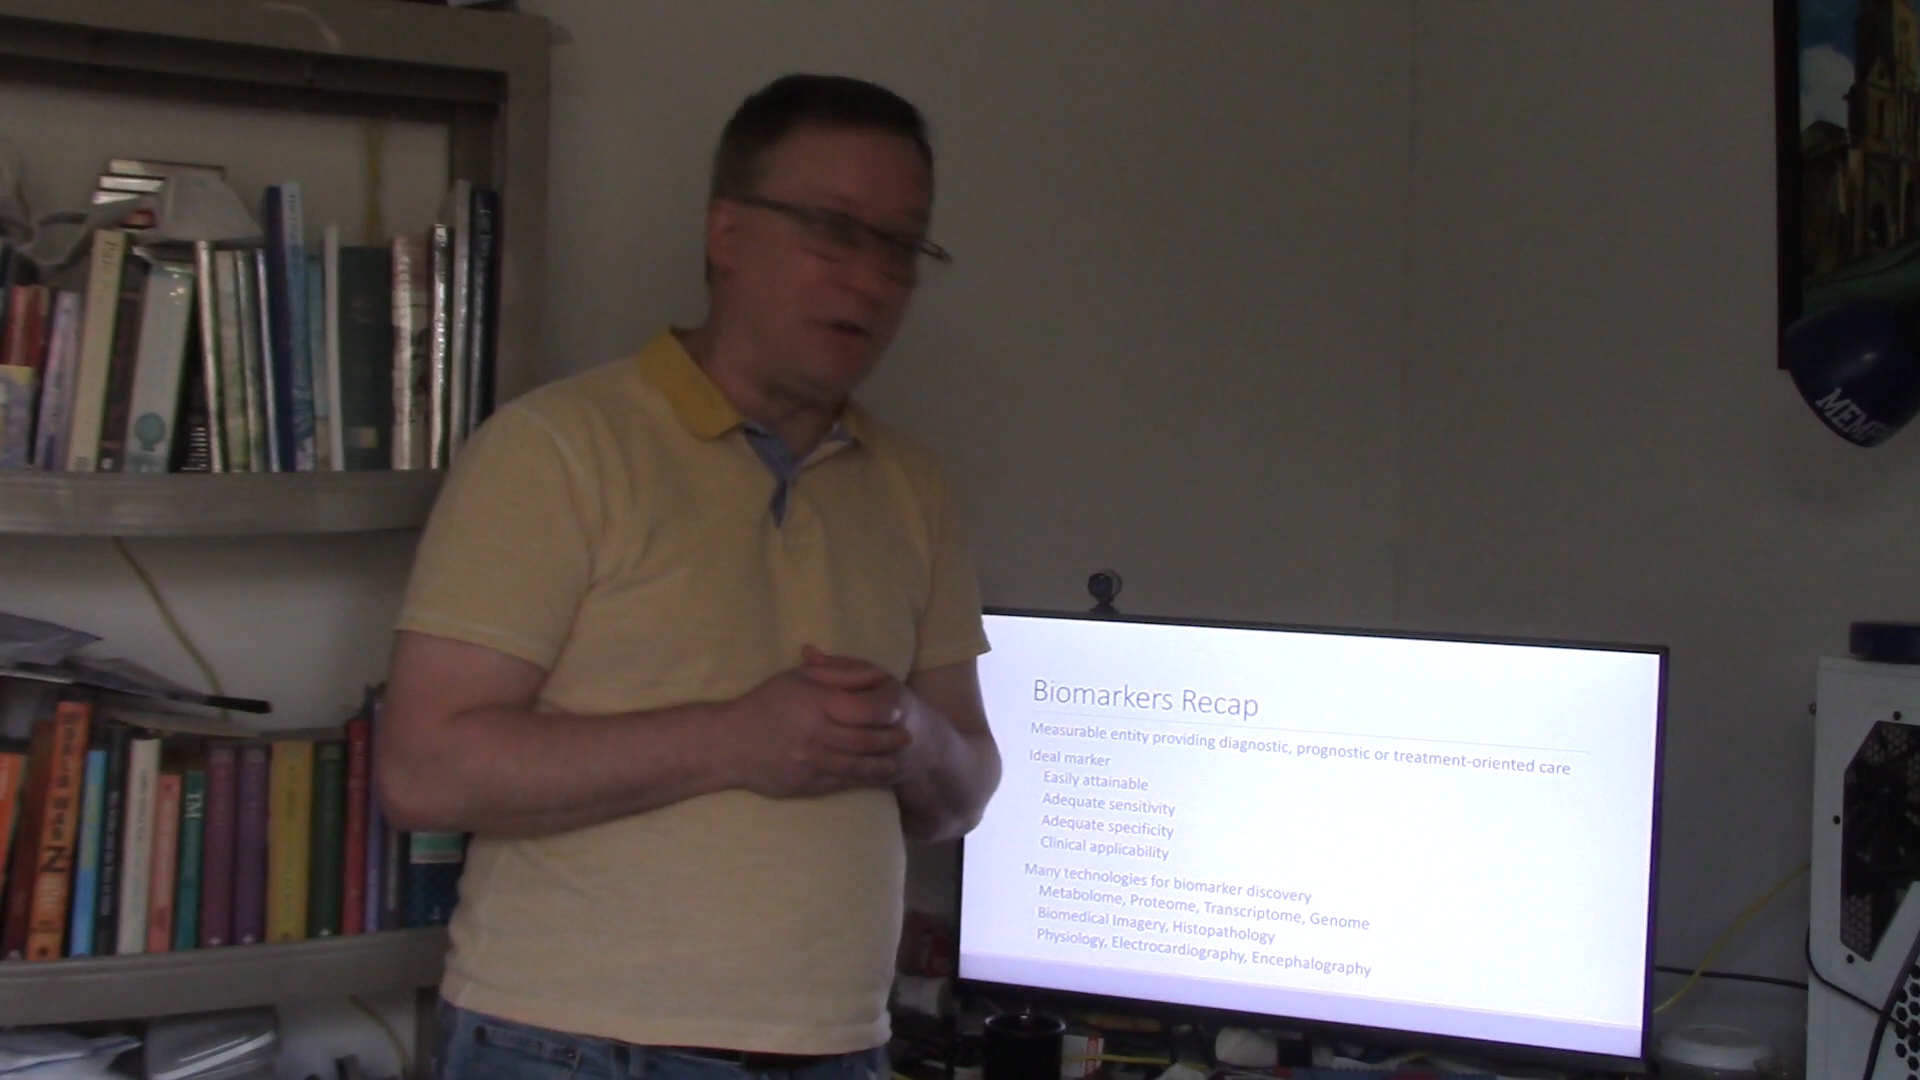 Biomarkers Recap
Measurable entity providing diagnostic, prognostic or treatment-oriented care
Ideal marker
Easily attainable
Adequate sensitivity
Adequate specificity
Clinical applicability
Many technologies for biomarker discovery
Metabolome, Proteome, Transcriptome, Genome
Biomedical Imagery, Histopathology
Physiology, Electrocardiography, Encephalography